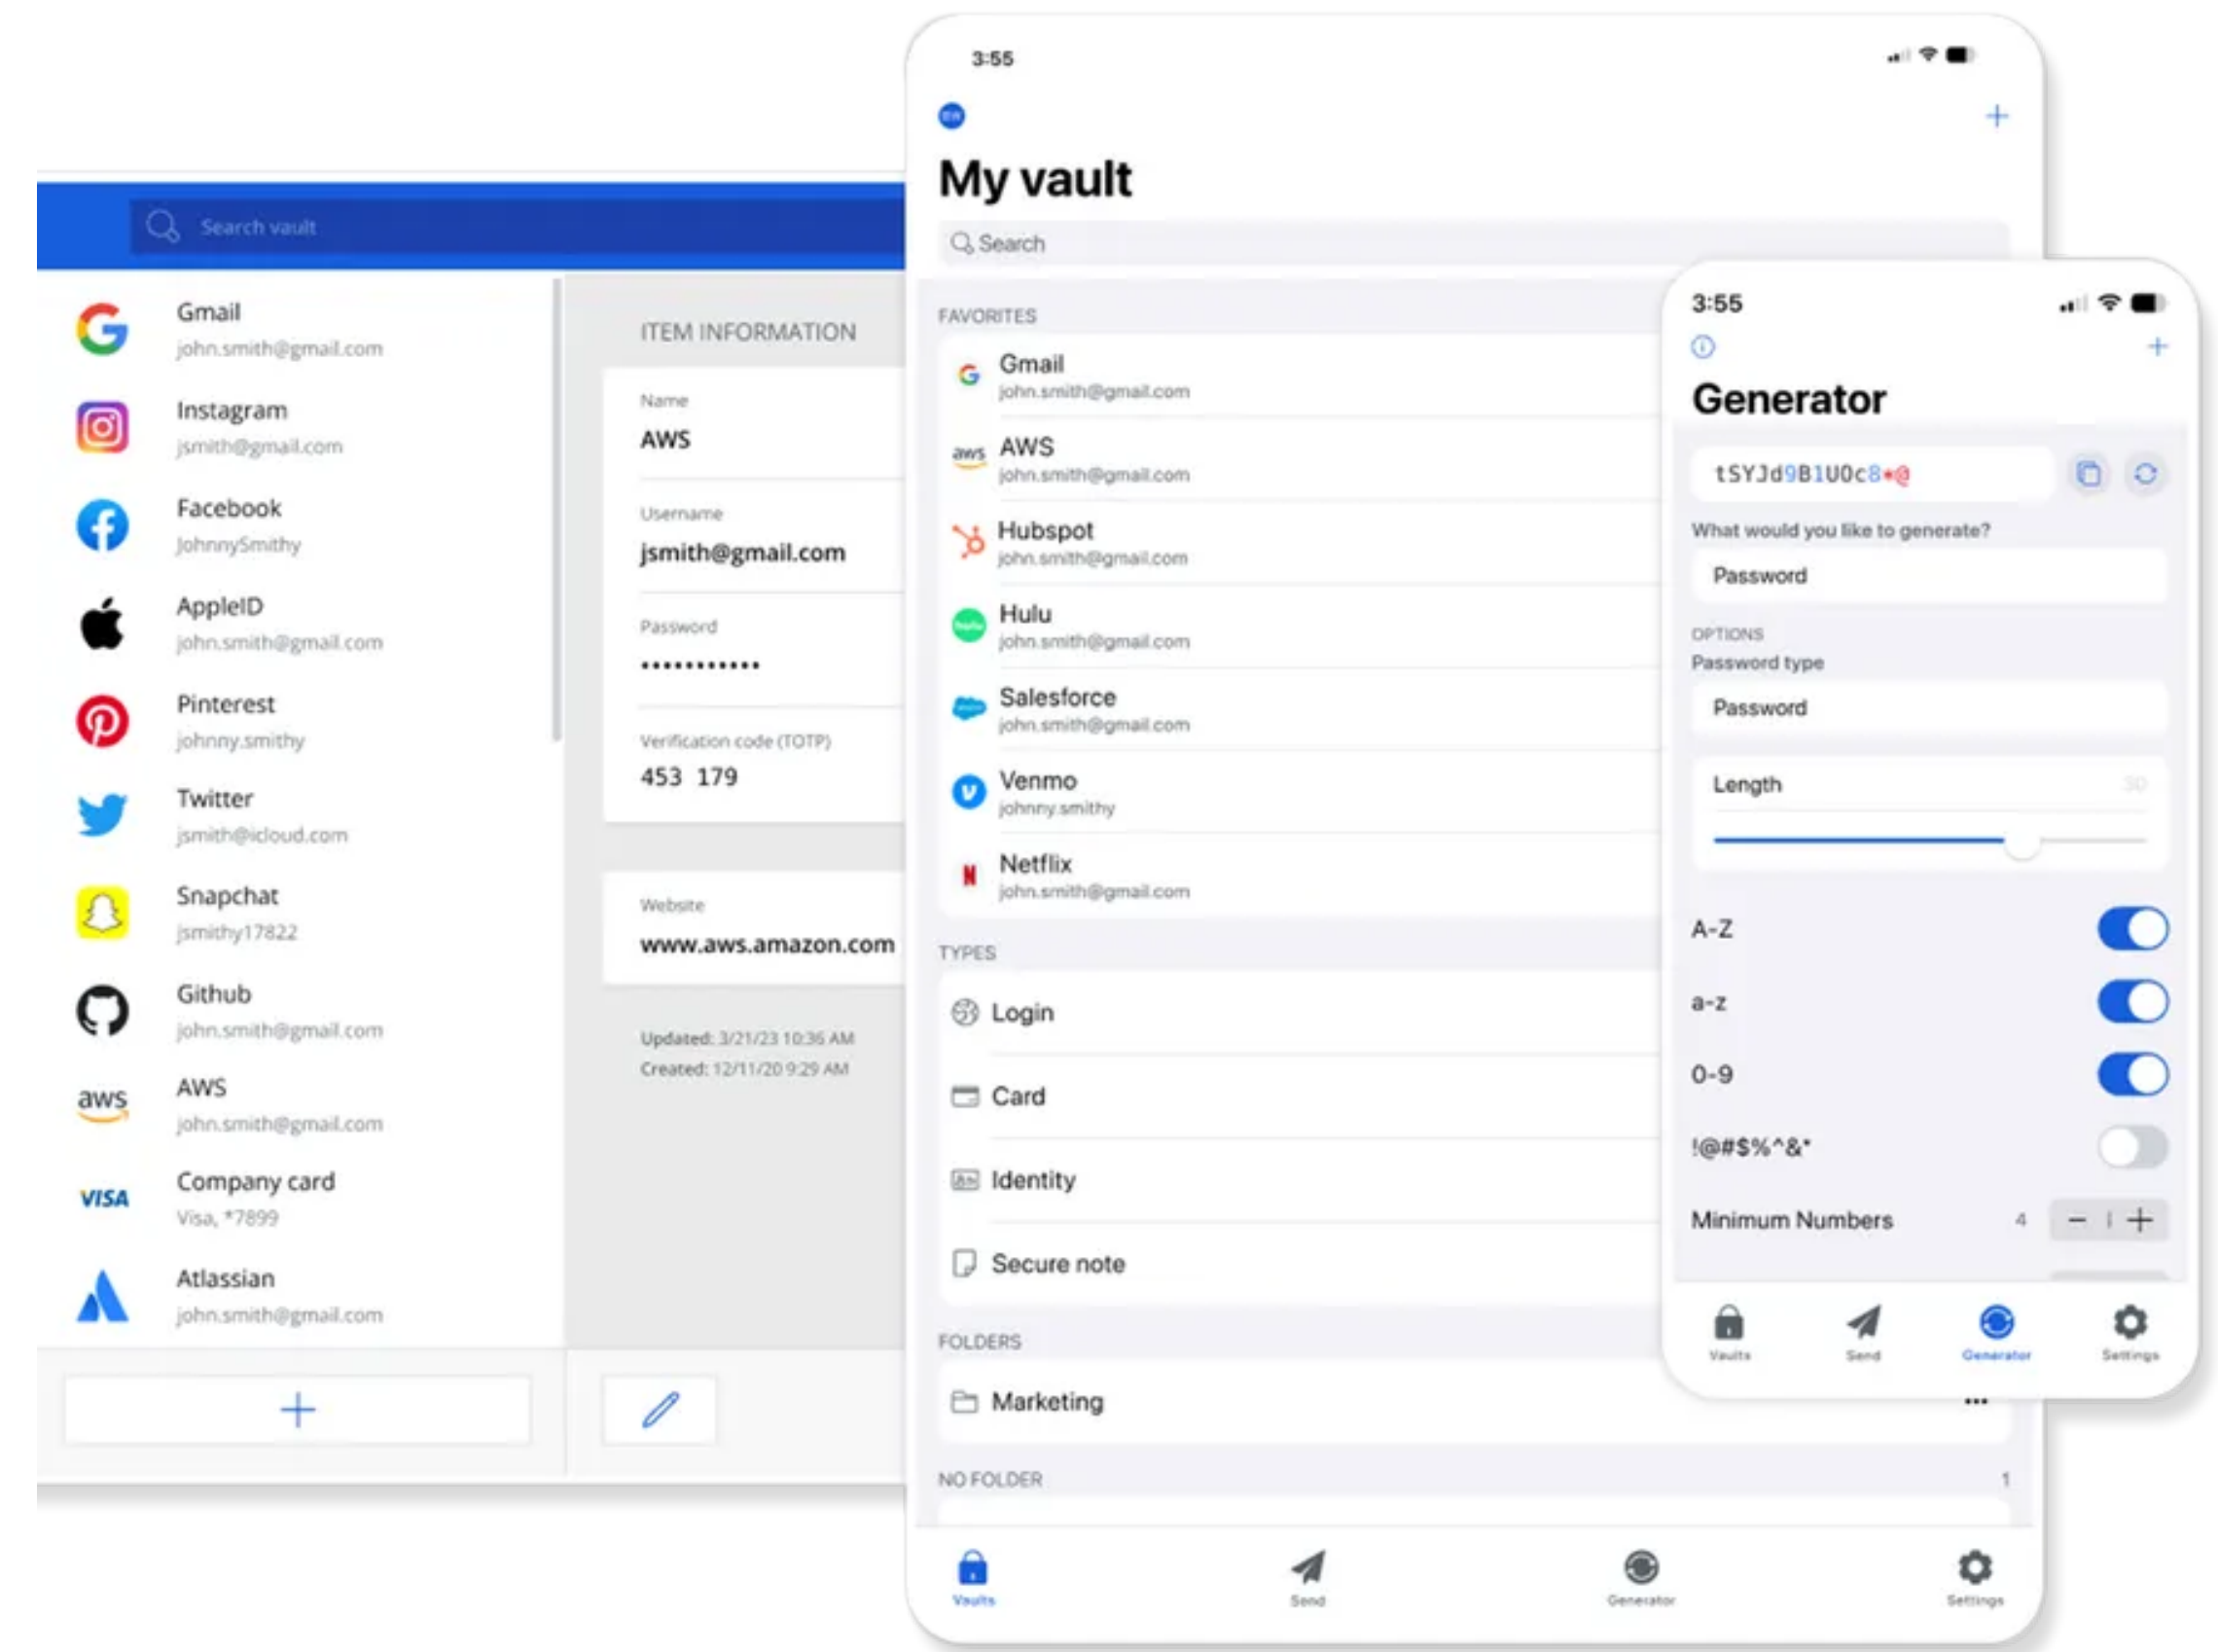 Search vault
Gmail
john.smith@gmail.com
Instagram
jsmith@gmail.com
Facebook
JohnnySmithy
AppleID
john.smith@gmail.com
Pinterest
johnny.smithy
Twitter
jsmith@icloud.com
Snapchat
jsmithy17822
Github
john.smith@gmail.com
aws
AWS
john.smith@gmail.com
VISA
Company card
Visa, *7899
Atlassian
john.smith@gmail.com
ITEM INFORMATION
Name
AWS
Username
jsmith@gmail.com
Password
•••••••••••
Verification code (TOTP)
453 179
Website
www.aws.amazon.com
Updated: 3/21/23 10:36 AM
Created: 12/11/20 9:29 AM
3:55
BW
My vault
Search
FAVORITES
Gmail
john.smith@gmail.com
aws
AWS
john.smith@gmail.com
Hubspot
john.smith@gmail.com
hulu
Hulu
john.smith@gmail.com
Salesforce
john.smith@gmail.com
Venmo
johnny.smithy
Netflix
john.smith@gmail.com
TYPES
Login
Card
Identity
Secure note
FOLDERS
Marketing
NO FOLDER 1
Vaults
Send
Generator
Settings
3:55
Generator
tSYJd9B1UOc8*@
What would you like to generate?
Password
OPTIONS
Password type
Password
Length 30
A-Z
a-z
0-9
!@#$%^&*
Minimum Numbers 4
Vaults
Send
Generator
Settings